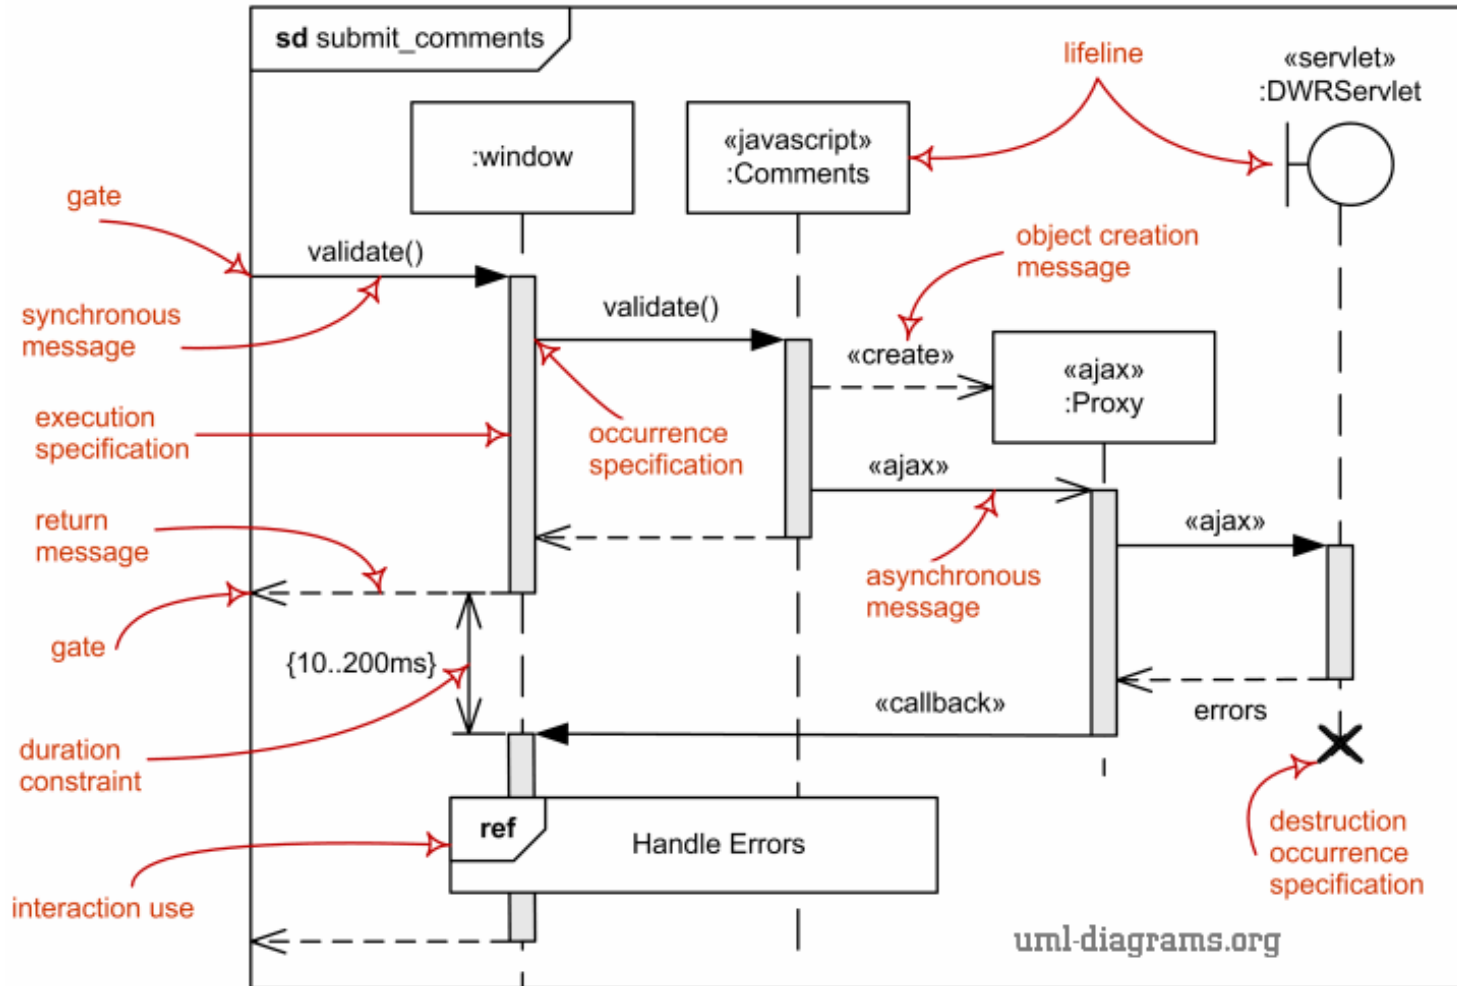 sd submit_comments
lifeline
«servlet»
:DWRServlet
:window
«javascript»
:Comments
gate
validate()
object creation
message
synchronous
message
validate()
«create»
«ajax»
:Proxy
execution
specification
occurrence
specification
«ajax»
return
message
«ajax»
asynchronous
message
gate
{10..200ms}
«callback»
errors
duration
constraint
ref
Handle Errors
destruction
occurrence
specification
interaction use
uml-diagrams.org